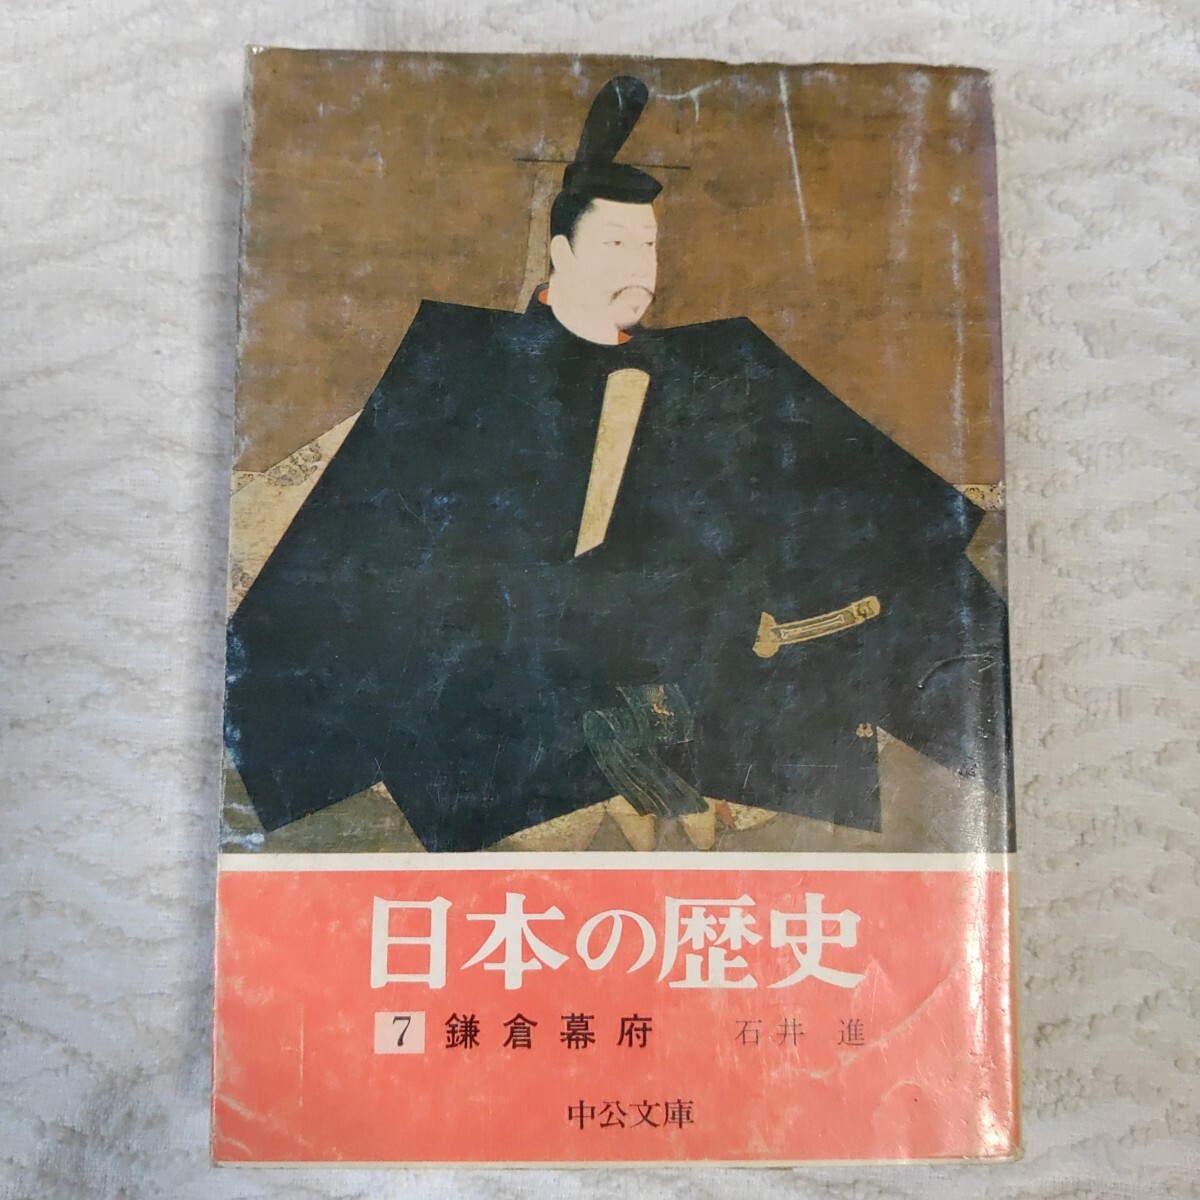 日本の歴史
7 鎌倉幕府 石井 進
中公文庫